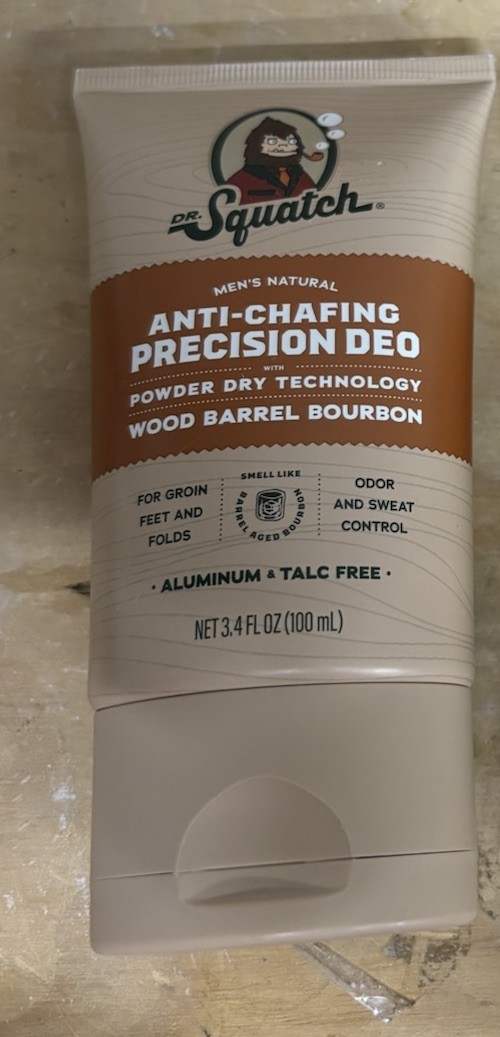 DR. Squatch®
MEN'S NATURAL
ANTI-CHAFING
PRECISION DEO
WITH
POWDER DRY TECHNOLOGY
WOOD BARREL BOURBON
FOR GROIN
FEET AND
FOLDS
SMELL LIKE
BARREL AGED BOURBON
ODOR
AND SWEAT
CONTROL
· ALUMINUM & TALC FREE ·
NET 3.4 FL OZ (100 mL)